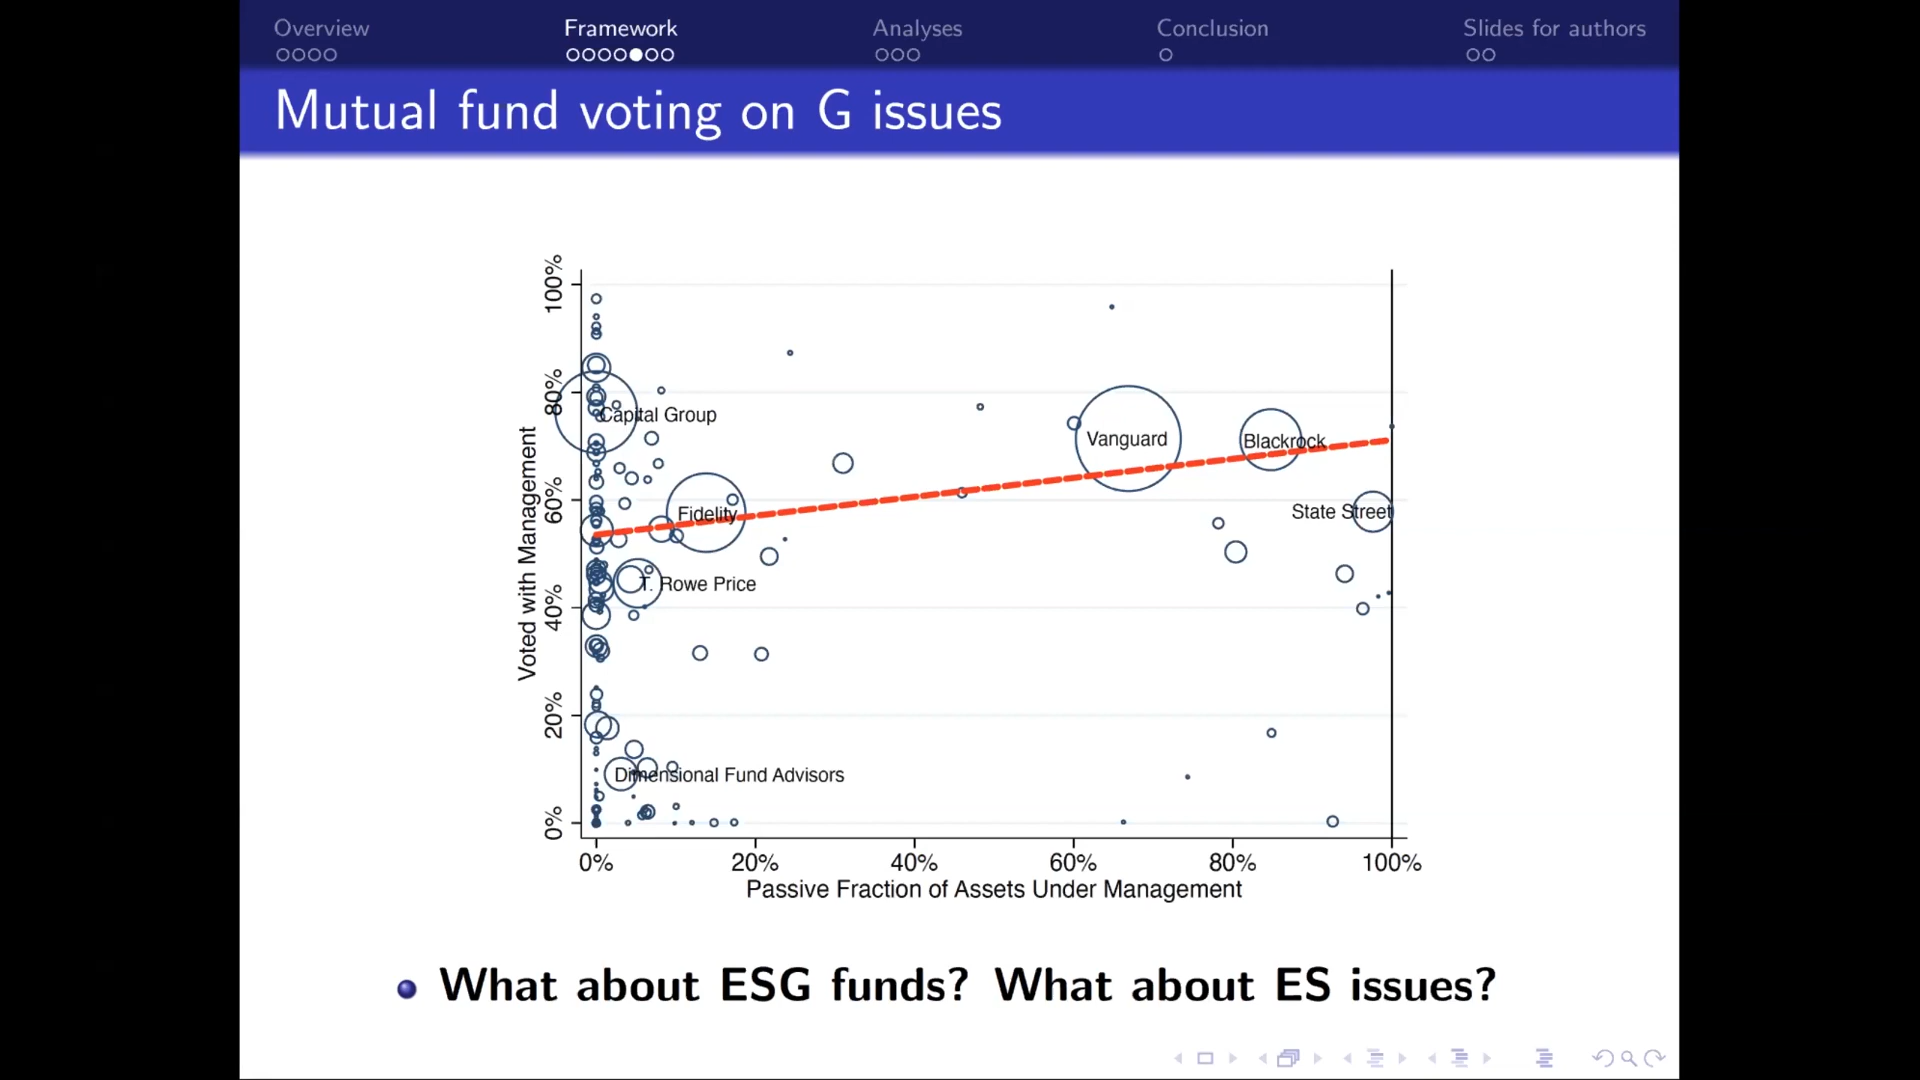 Overview Framework Analyses Conclusion Slides for authors
Mutual fund voting on G issues
Voted with Management
100%
80%
60%
40%
20%
0%
Capital Group
Vanguard
Blackrock
Fidelity
State Street
T. Rowe Price
Dimensional Fund Advisors
0% 20% 40% 60% 80% 100%
Passive Fraction of Assets Under Management
What about ESG funds? What about ES issues?